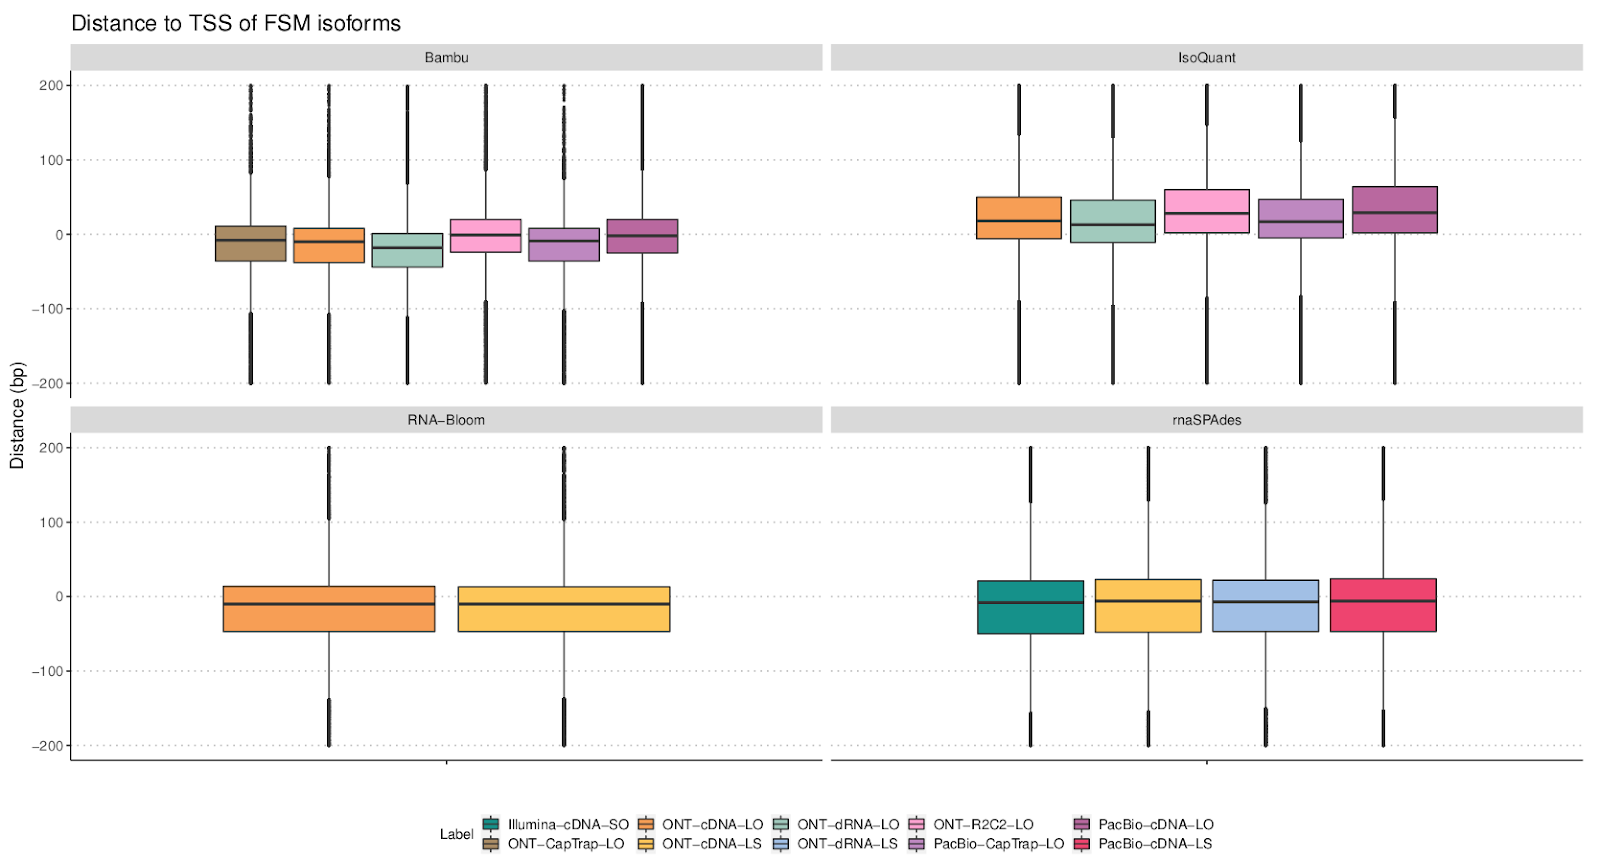 Distance to TSS of FSM isoforms
Bambu
IsoQuant
200
100
0
−100
−200
Distance (bp)
RNA−Bloom
rnaSPAdes
200
100
0
−100
−200
Label
Illumina−cDNA−SO
ONT−cDNA−LO
ONT−dRNA−LO
ONT−R2C2−LO
PacBio−cDNA−LO
ONT−CapTrap−LO
ONT−cDNA−LS
ONT−dRNA−LS
PacBio−CapTrap−LO
PacBio−cDNA−LS